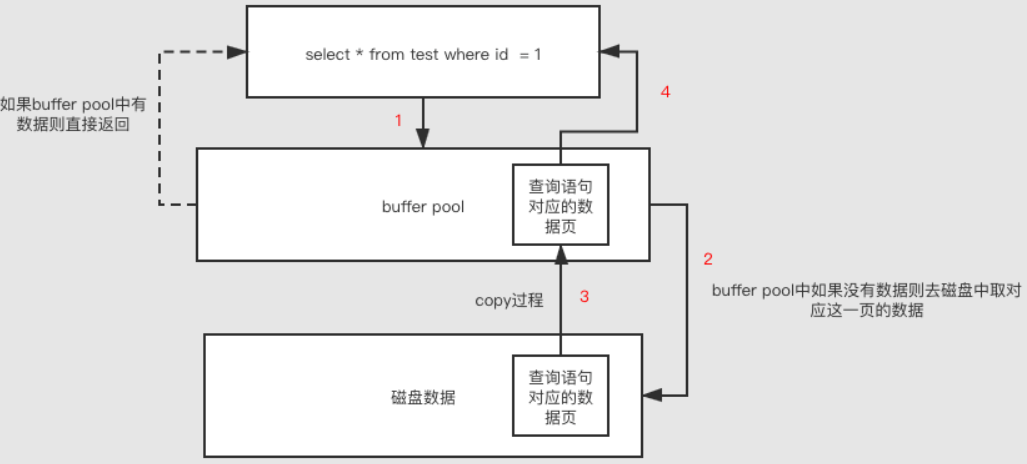 select * from test where id  = 1
如果buffer pool中有
数据则直接返回
1
4
buffer pool
查询语句
对应的数
据页
2
buffer pool中如果没有数据则去磁盘中取对
应这一页的数据
copy过程
3
磁盘数据
查询语句
对应的数
据页